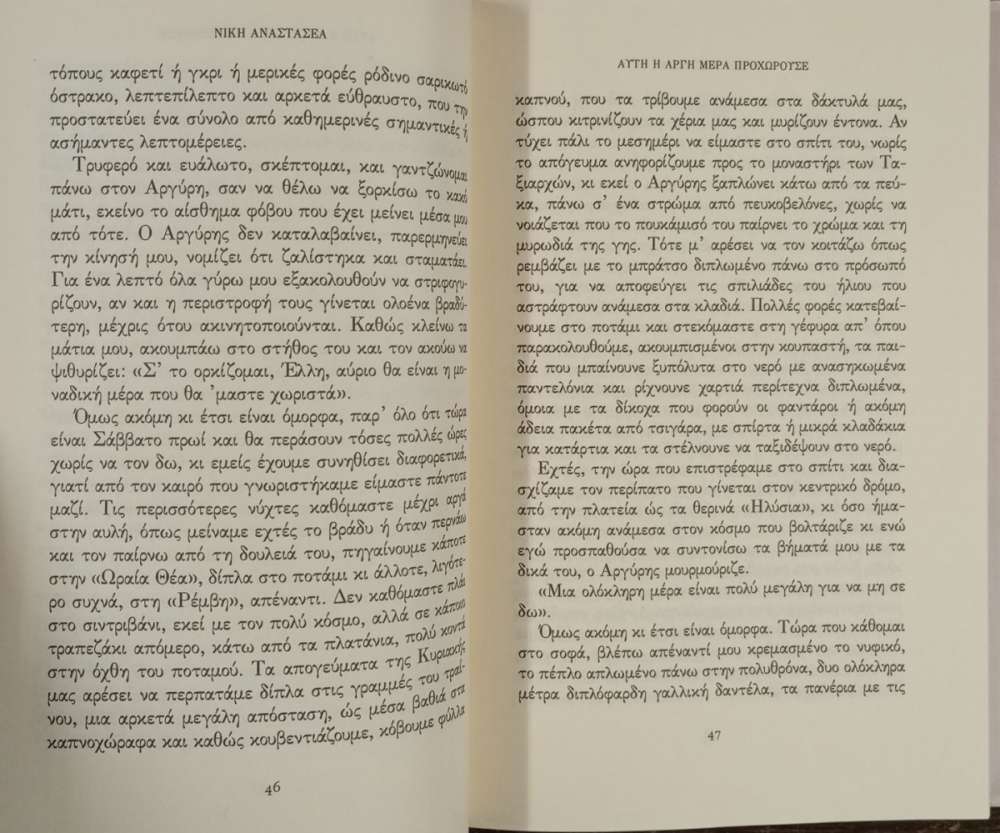 ΝΙΚΗ ΑΝΑΣΤΑΣΕΑ
τόπους καφετί ή γκρι ή μερικές φορές ρόδινο σαρκωτό
όστρακο, λεπτεπίλεπτο και αρκετά εύθραυστο, που την
προστατεύει ένα σύνολο από καθημερινές σημαντικές ή
ασήμαντες λεπτομέρειες.
Τρυφερό και ευάλωτο, σκέπτομαι, και γαντζώνομαι
πάνω στον Αργύρη, σαν να θέλω να ξορκίσω το κακό
μάτι, εκείνο το αίσθημα φόβου που έχει μείνει μέσα μου
από τότε. Ο Αργύρης δεν καταλαβαίνει, παρερμηνεύει
την κίνησή μου, νομίζει ότι ζαλίστηκα και σταματάει.
Για ένα λεπτό όλα γύρω μου εξακολουθούν να στριφογυ-
ρίζουν, αν και η περιστροφή τους γίνεται ολοένα βραδύ-
τερη, μέχρις ότου ακινητοποιούνται. Καθώς κλείνω τα
μάτια μου, ακουμπάω στο στήθος του και τον ακούω να
ψιθυρίζει: «Σ' το ορκίζομαι, Έλλη, αύριο θα είναι η μο-
ναδική μέρα που θα 'μαστε χωριστά».
Όμως ακόμη κι έτσι είναι όμορφα, παρ' όλο ότι τώρα
είναι Σάββατο πρωί και θα περάσουν τόσες πολλές ώρες
χωρίς να τον δω, κι εμείς έχουμε συνηθίσει διαφορετικά,
γιατί από τον καιρό που γνωριστήκαμε είμαστε πάντοτε
μαζί. Τις περισσότερες νύχτες καθόμαστε μέχρι αργά
στην αυλή, όπως μείναμε εχτές το βράδυ ή όταν περνάω
και τον παίρνω από τη δουλειά του, πηγαίνουμε κάποτε
στην «Ωραία Θέα», δίπλα στο ποτάμι κι άλλοτε, λιγότε-
ρο συχνά, στη «Ρέμβη», απέναντι. Δεν καθόμαστε πλάι
στο σιντριβάνι, εκεί με τον πολύ κόσμο, αλλά σε κάποιο
τραπεζάκι απόμερο, κάτω από τα πλατάνια, πολύ κοντά
στην όχθη του ποταμού. Τα απογεύματα της Κυριακής
μας αρέσει να περπατάμε δίπλα στις γραμμές του τραί-
νου, μια αρκετά μεγάλη απόσταση, ώς μέσα βαθιά στα
καπνοχώραφα και καθώς κουβεντιάζουμε, κόβουμε φύλλα
46
ΑΥΤΗ Η ΑΡΓΗ ΜΕΡΑ ΠΡΟΧΩΡΟΥΣΕ
καπνού, που τα τρίβουμε ανάμεσα στα δάκτυλά μας,
ώσπου κιτρινίζουν τα χέρια μας και μυρίζουν έντονα. Αν
τύχει πάλι το μεσημέρι να είμαστε στο σπίτι του, νωρίς
το απόγευμα ανηφορίζουμε προς το μοναστήρι των Τα-
ξιαρχών, κι εκεί ο Αργύρης ξαπλώνει κάτω από τα πεύ-
κα, πάνω σ' ένα στρώμα από πευκοβελόνες, χωρίς να
νοιάζεται που το πουκάμισό του παίρνει το χρώμα και τη
μυρωδιά της γης. Τότε μ' αρέσει να τον κοιτάζω όπως
ρεμβάζει με το μπράτσο διπλωμένο πάνω στο πρόσωπό
του, για να αποφεύγει τις σπιλιάδες του ήλιου που
αστράφτουν ανάμεσα στα κλαδιά. Πολλές φορές κατεβαί-
νουμε στο ποτάμι και στεκόμαστε στη γέφυρα απ' όπου
παρακολουθούμε, ακουμπισμένοι στην κουπαστή, τα παι-
διά που μπαίνουνε ξυπόλυτα στο νερό με ανασηκωμένα
παντελόνια και ρίχνουνε χαρτιά περίτεχνα διπλωμένα,
όμοια με τα δίκοχα που φορούν οι φαντάροι ή ακόμη
άδεια πακέτα από τσιγάρα, με σπίρτα ή μικρά κλαδάκια
για κατάρτια και τα στέλνουνε να ταξιδέψουν στο νερό.
Εχτές, την ώρα που επιστρέφαμε στο σπίτι και δια-
σχίζαμε τον περίπατο που γίνεται στον κεντρικό δρόμο,
από την πλατεία ώς τα θερινά «Ηλύσια», κι όσο ήμα-
σταν ακόμη ανάμεσα στον κόσμο που βολτάριζε κι ενώ
εγώ προσπαθούσα να συντονίσω τα βήματά μου με τα
δικά του, ο Αργύρης μουρμούριζε.
«Μια ολόκληρη μέρα είναι πολύ μεγάλη για να μη σε
δω».
Όμως ακόμη κι έτσι είναι όμορφα. Τώρα που κάθομαι
στο σοφά, βλέπω απέναντί μου κρεμασμένο το νυφικό,
το πέπλο απλωμένο πάνω στην πολυθρόνα, δυο ολόκληρα
μέτρα διπλόφαρδη γαλλική δαντέλα, τα πανέρια με τις
47